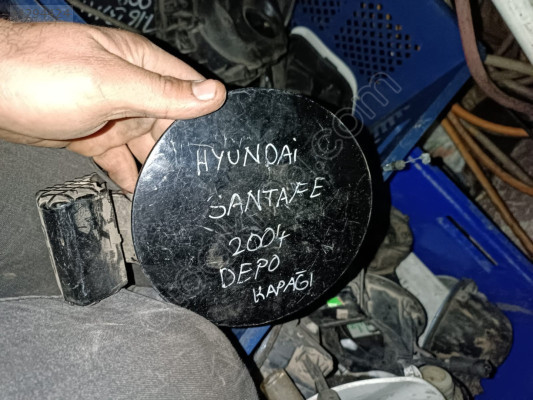 HYUNDAi
SANTAFE
2004
DEPO
KAPAĞI